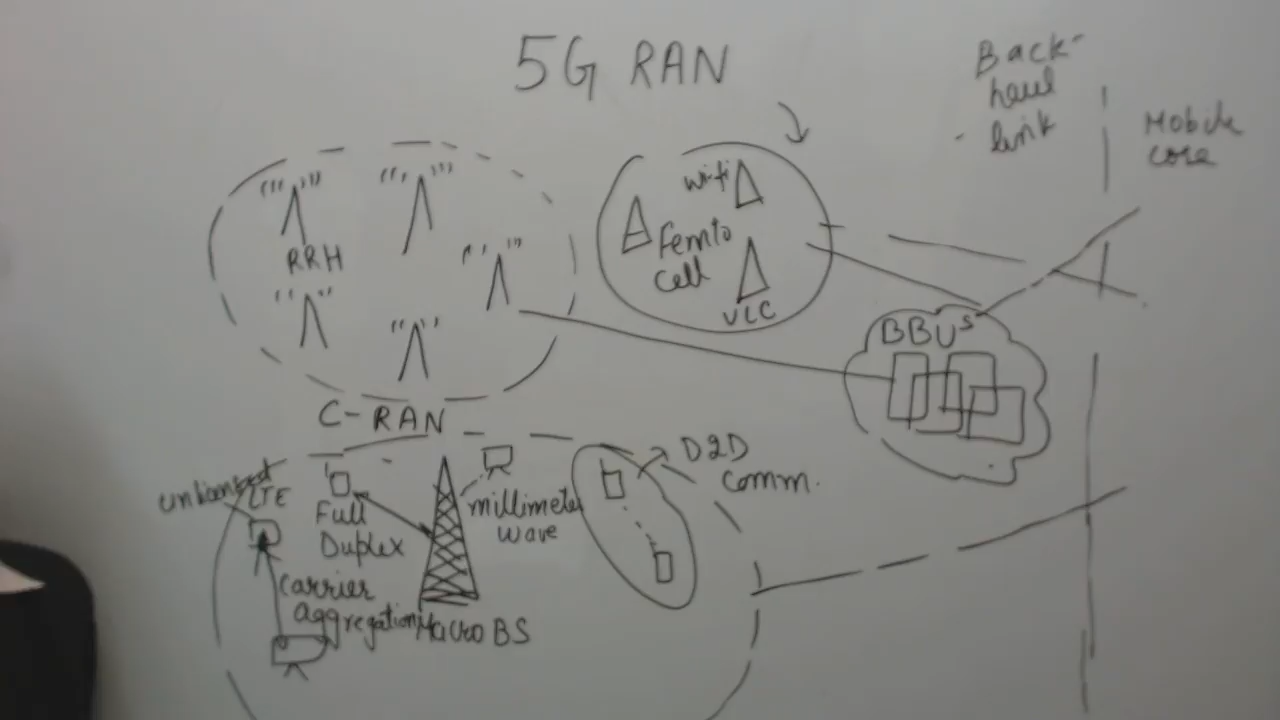 5G RAN
Back-
haul
link
Mobile
core
wifi
Femto
cell
VLC
RRH
BBUs
C-RAN
D2D
comm.
unlicensed
LTE
Full
Duplex
millimeter
wave
carrier
aggregation
Macro BS